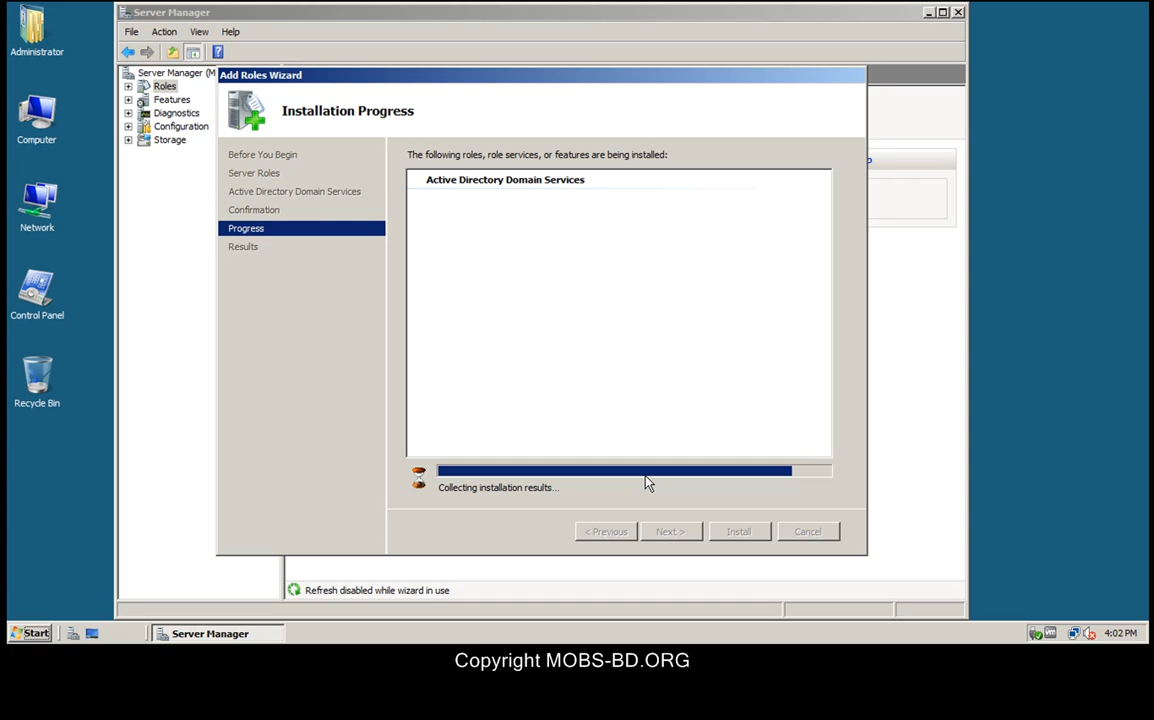 Server Manager
File Action View Help
Administrator
Computer
Network
Control Panel
Recycle Bin
Server Manager (M
Roles
Features
Diagnostics
Configuration
Storage
Add Roles Wizard
Installation Progress
Before You Begin
Server Roles
Active Directory Domain Services
Confirmation
Progress
Results
The following roles, role services, or features are being installed:
Active Directory Domain Services
Collecting installation results...
< Previous Next > Install Cancel
Refresh disabled while wizard in use
Start Server Manager 4:02 PM
Copyright MOBS-BD.ORG